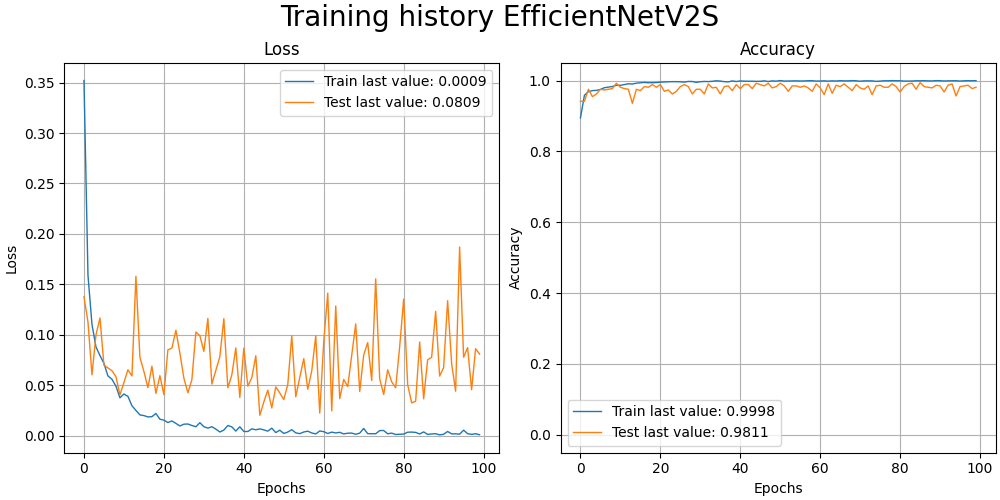 Training history EfficientNetV2S
Loss
Train last value: 0.0009
Test last value: 0.0809
0.35
0.30
0.25
0.20
0.15
0.10
0.05
0.00
Loss
0 20 40 60 80 100
Epochs
Accuracy
1.0
0.8
0.6
0.4
0.2
0.0
Accuracy
Train last value: 0.9998
Test last value: 0.9811
0 20 40 60 80 100
Epochs